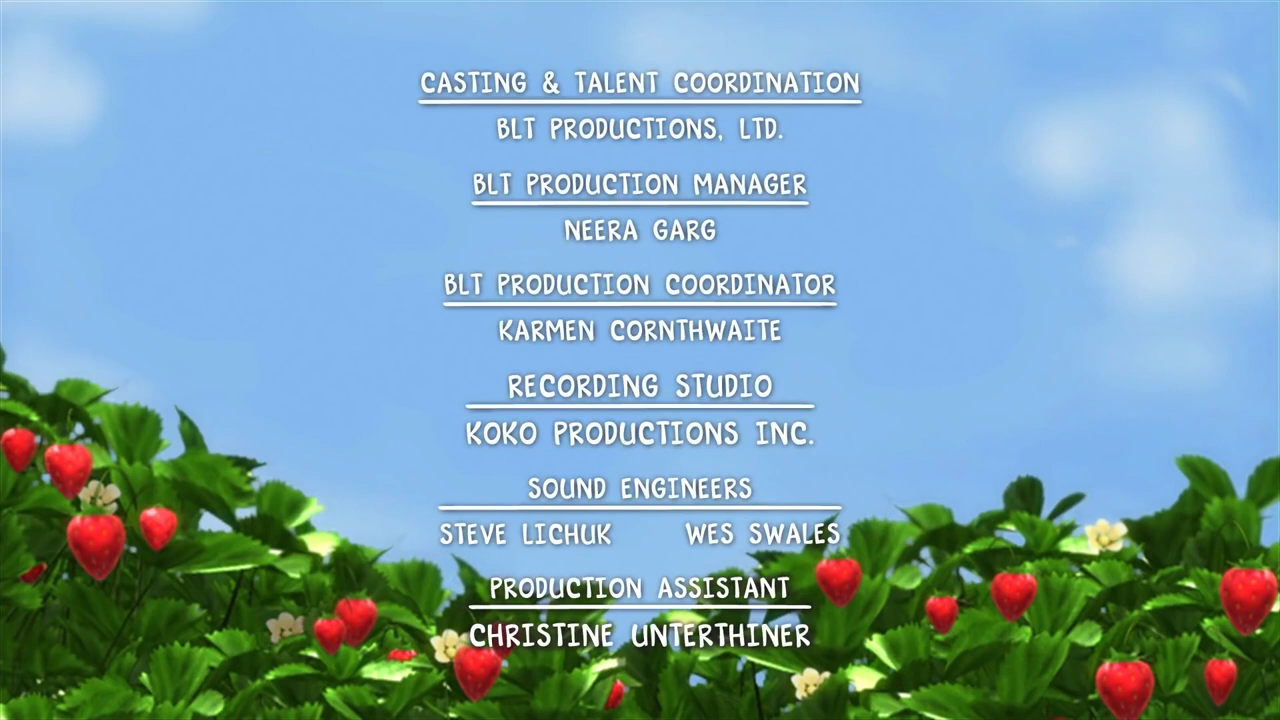 CASTING & TALENT COORDINATION
BLT PRODUCTIONS, LTD.
BLT PRODUCTION MANAGER
NEERA GARG
BLT PRODUCTION COORDINATOR
KARMEN CORNTHWAITE
RECORDING STUDIO
KOKO PRODUCTIONS INC.
SOUND ENGINEERS
STEVE LICHUK WES SWALES
PRODUCTION ASSISTANT
CHRISTINE UNTERTHINER